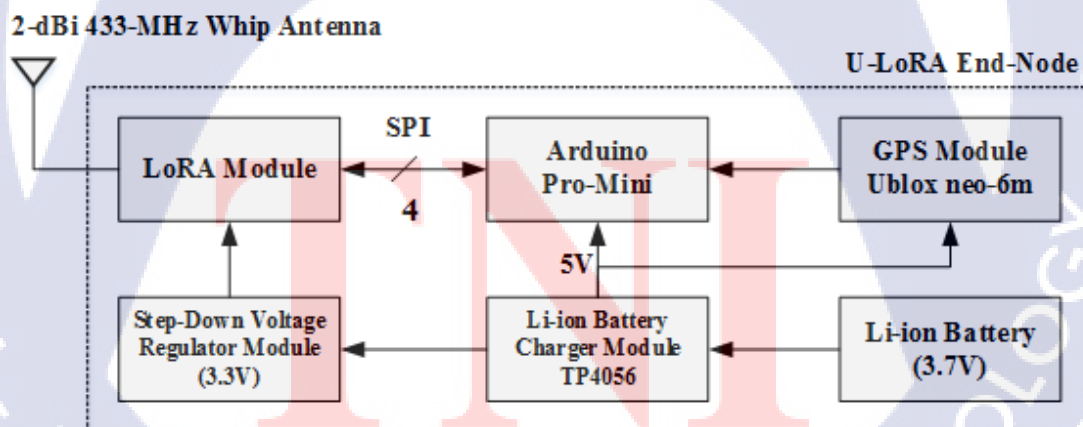 2-dBi 433-MHz Whip Antenna
U-LoRA End-Node
LoRA Module
SPI
4
Arduino
Pro-Mini
GPS Module
Ublox neo-6m
5V
Step-Down Voltage
Regulator Module
(3.3V)
Li-ion Battery
Charger Module
TP4056
Li-ion Battery
(3.7V)
TNI
OLOGY